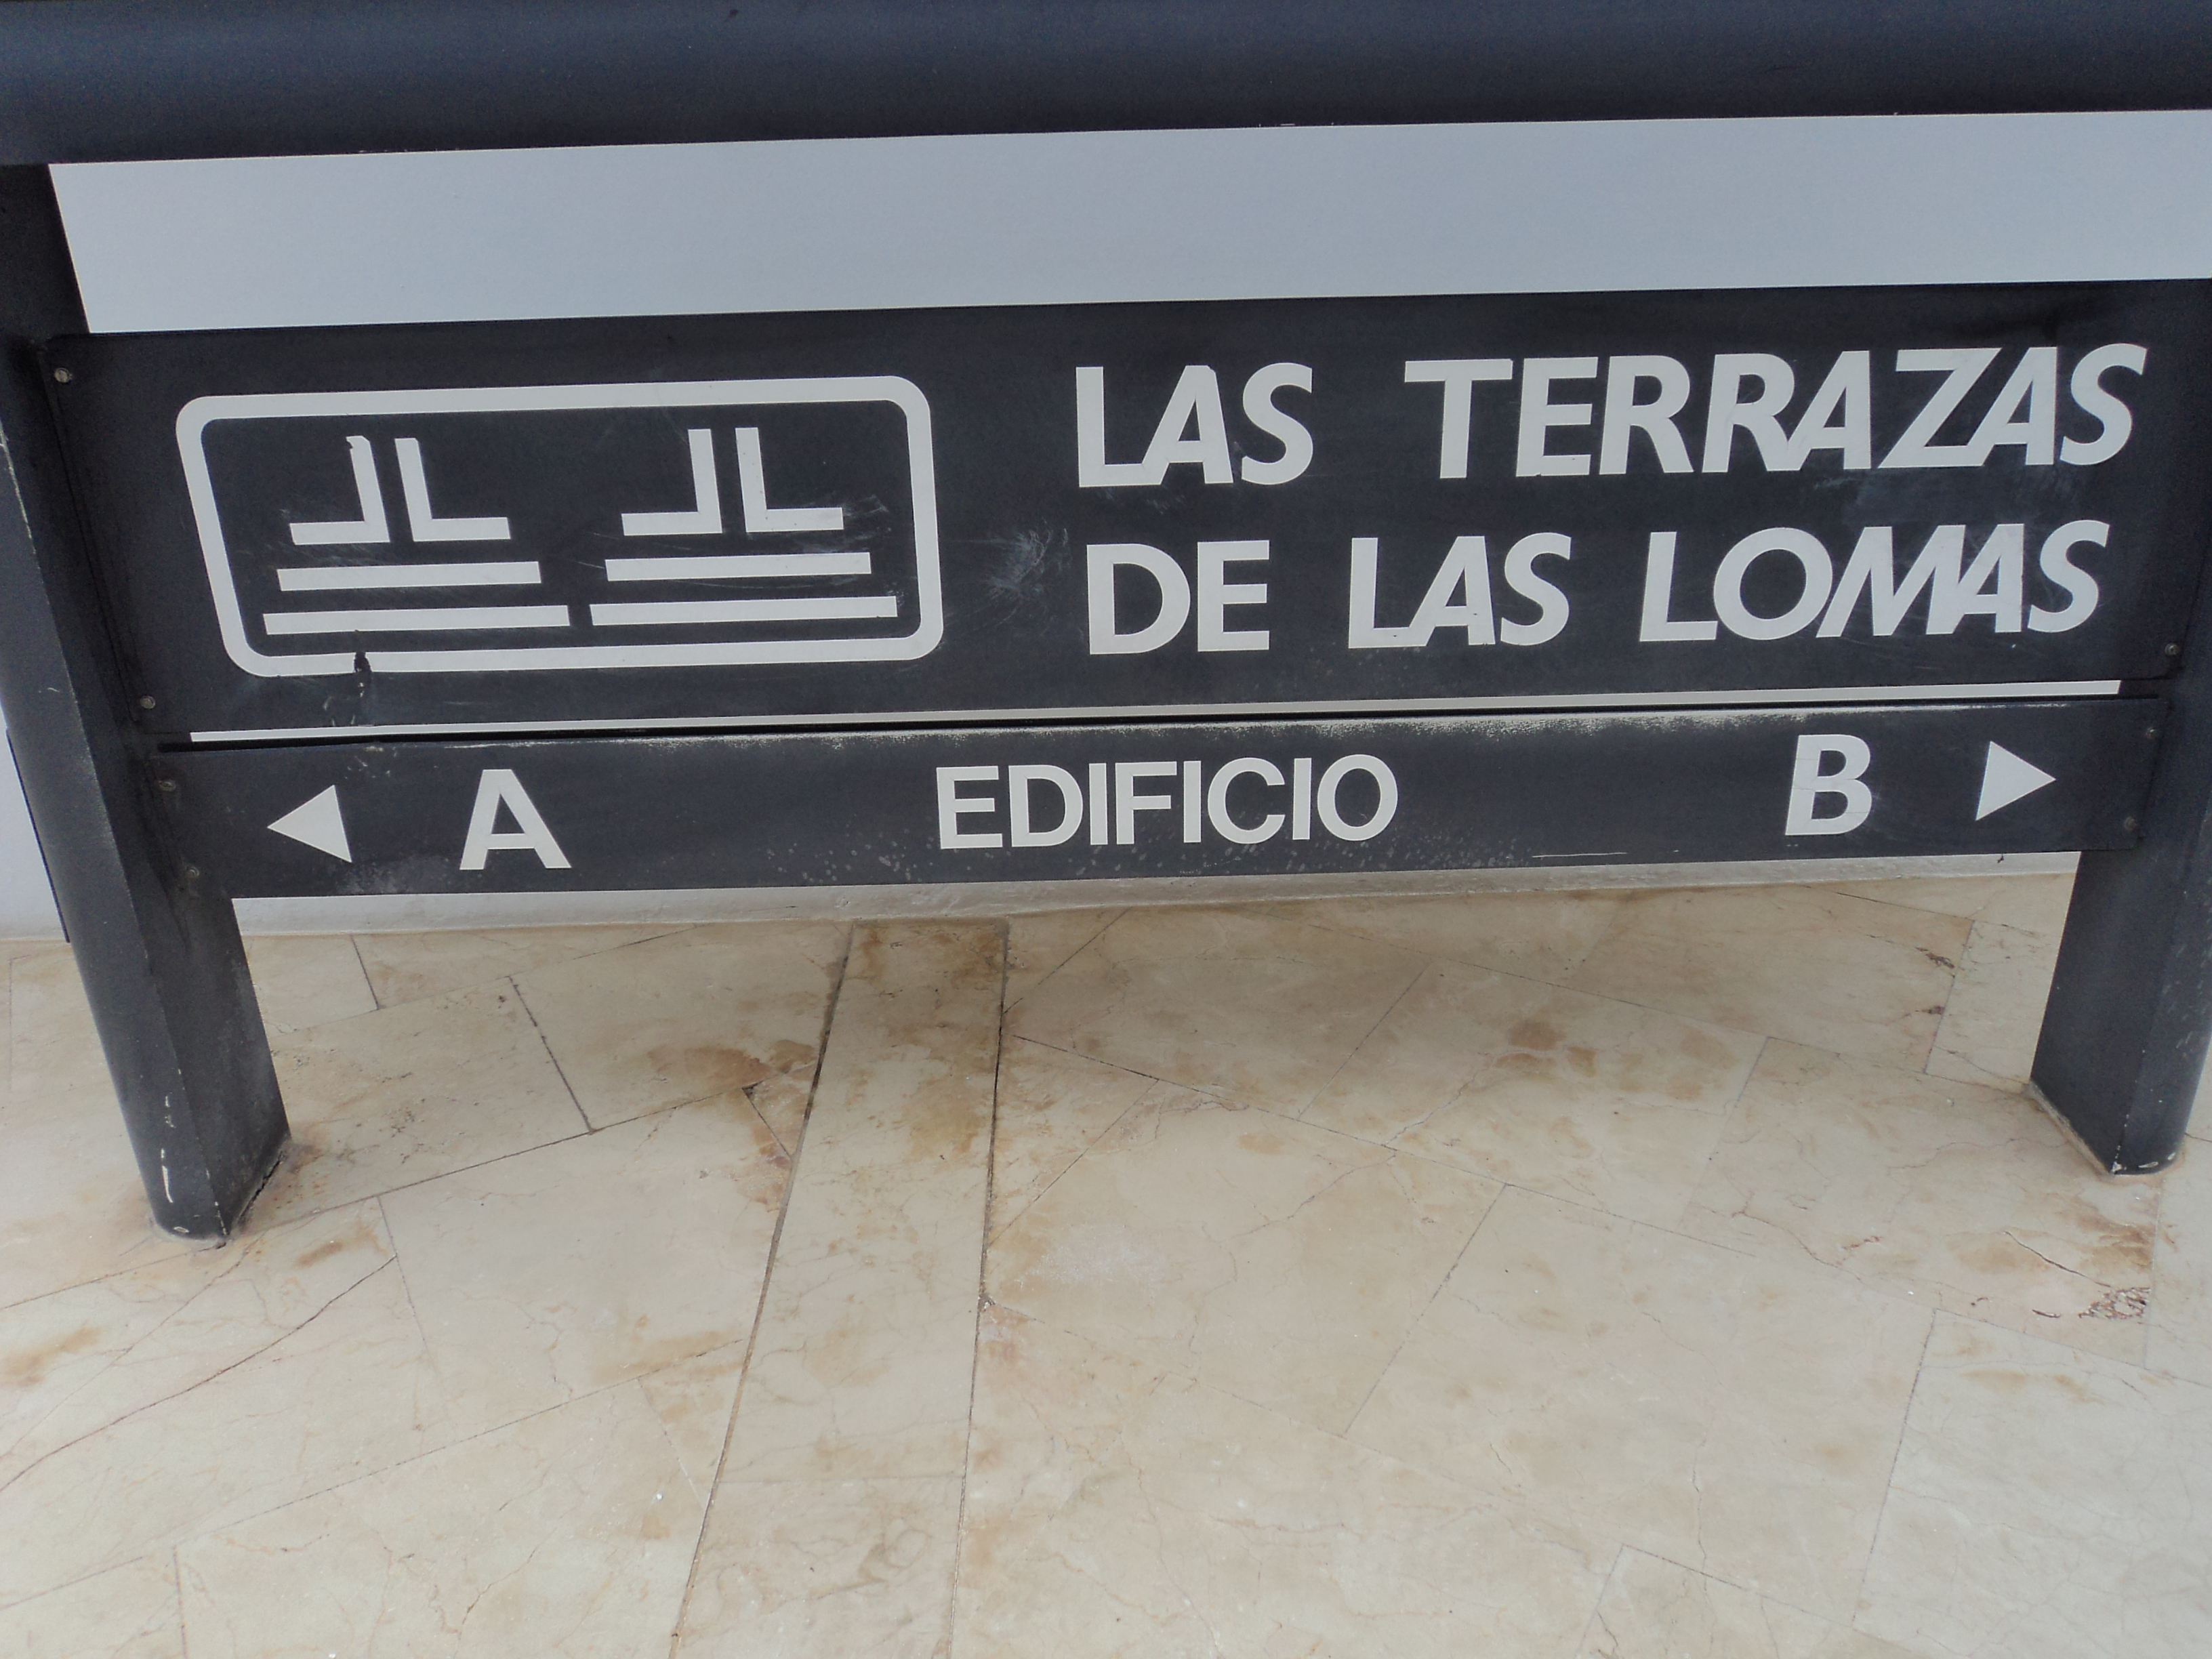 LAS TERRAZAS
DE LAS LOMAS
A EDIFICIO B